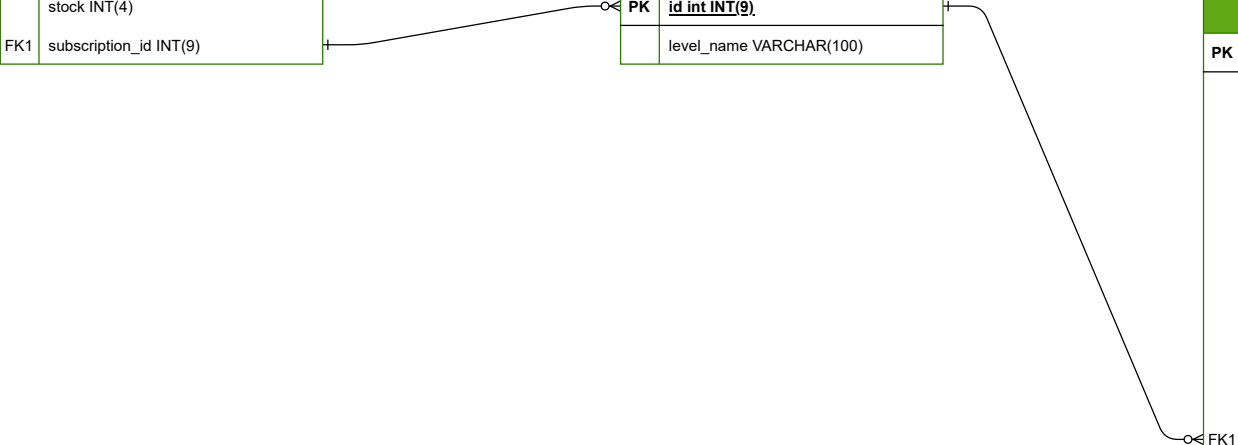 stock INT(4)
FK1 subscription_id INT(9)
PK id int INT(9)
level_name VARCHAR(100)
PK
FK1